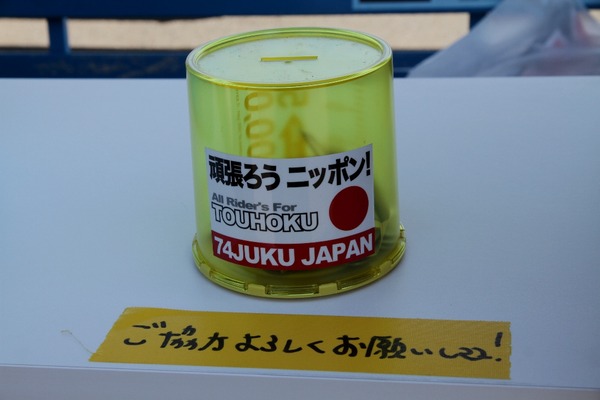 頑張ろう ニッポン!
All Rider's For
TOUHOKU
74JUKU JAPAN
ご協力よろしくお願いします!